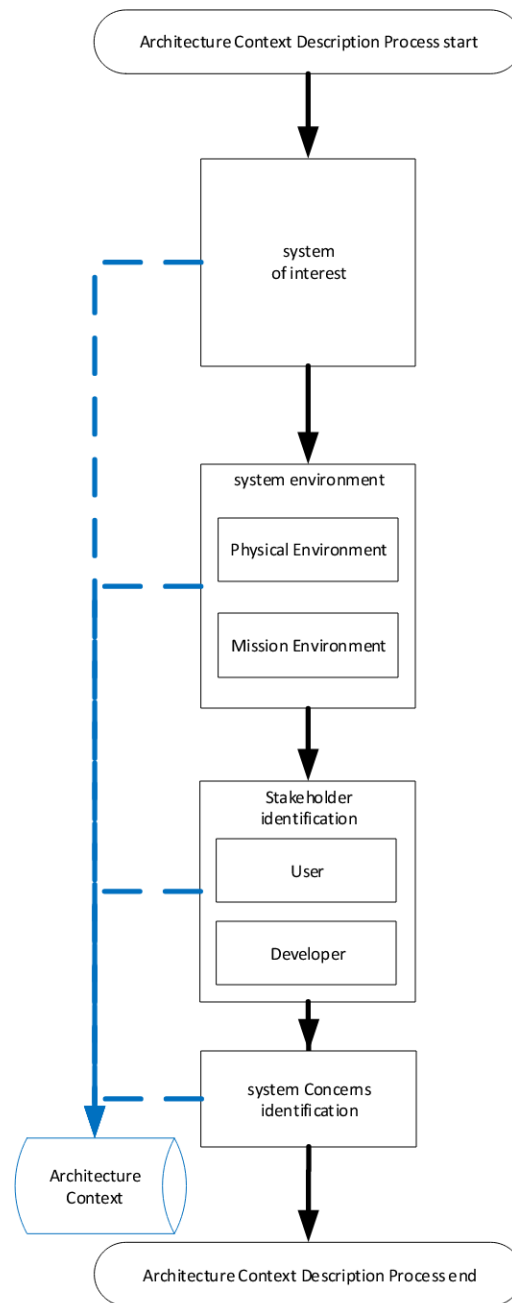 Architecture Context Description Process start
system
of interest
system environment
Physical Environment
Mission Environment
Stakeholder
identification
User
Developer
system Concerns
identification
Architecture
Context
Architecture Context Description Process end